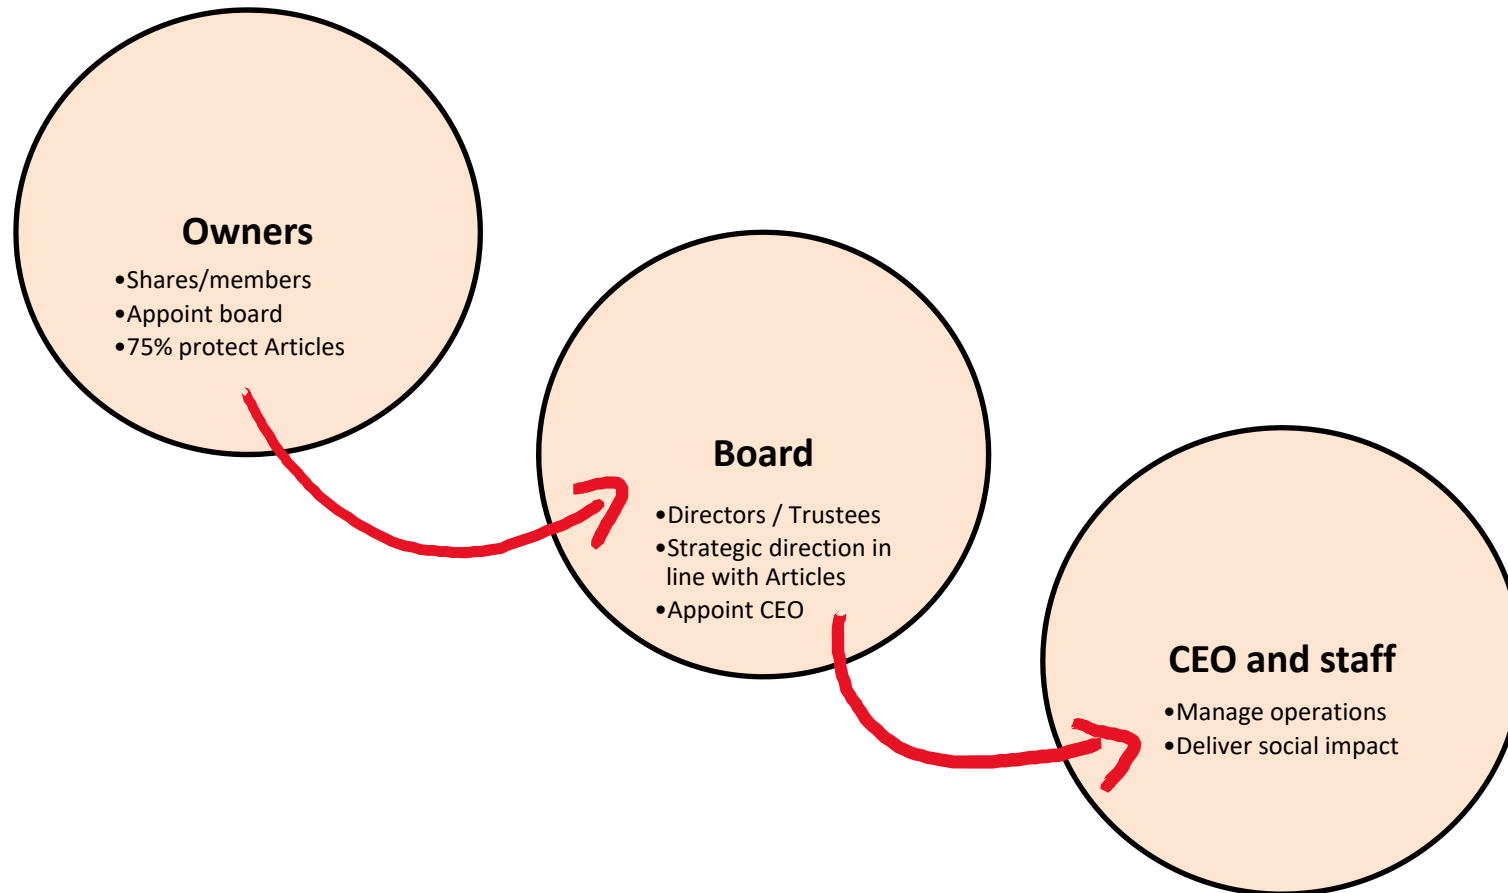 Owners
•Shares/members
•Appoint board
•75% protect Articles
Board
•Directors / Trustees
•Strategic direction in
line with Articles
•Appoint CEO
CEO and staff
•Manage operations
•Deliver social impact